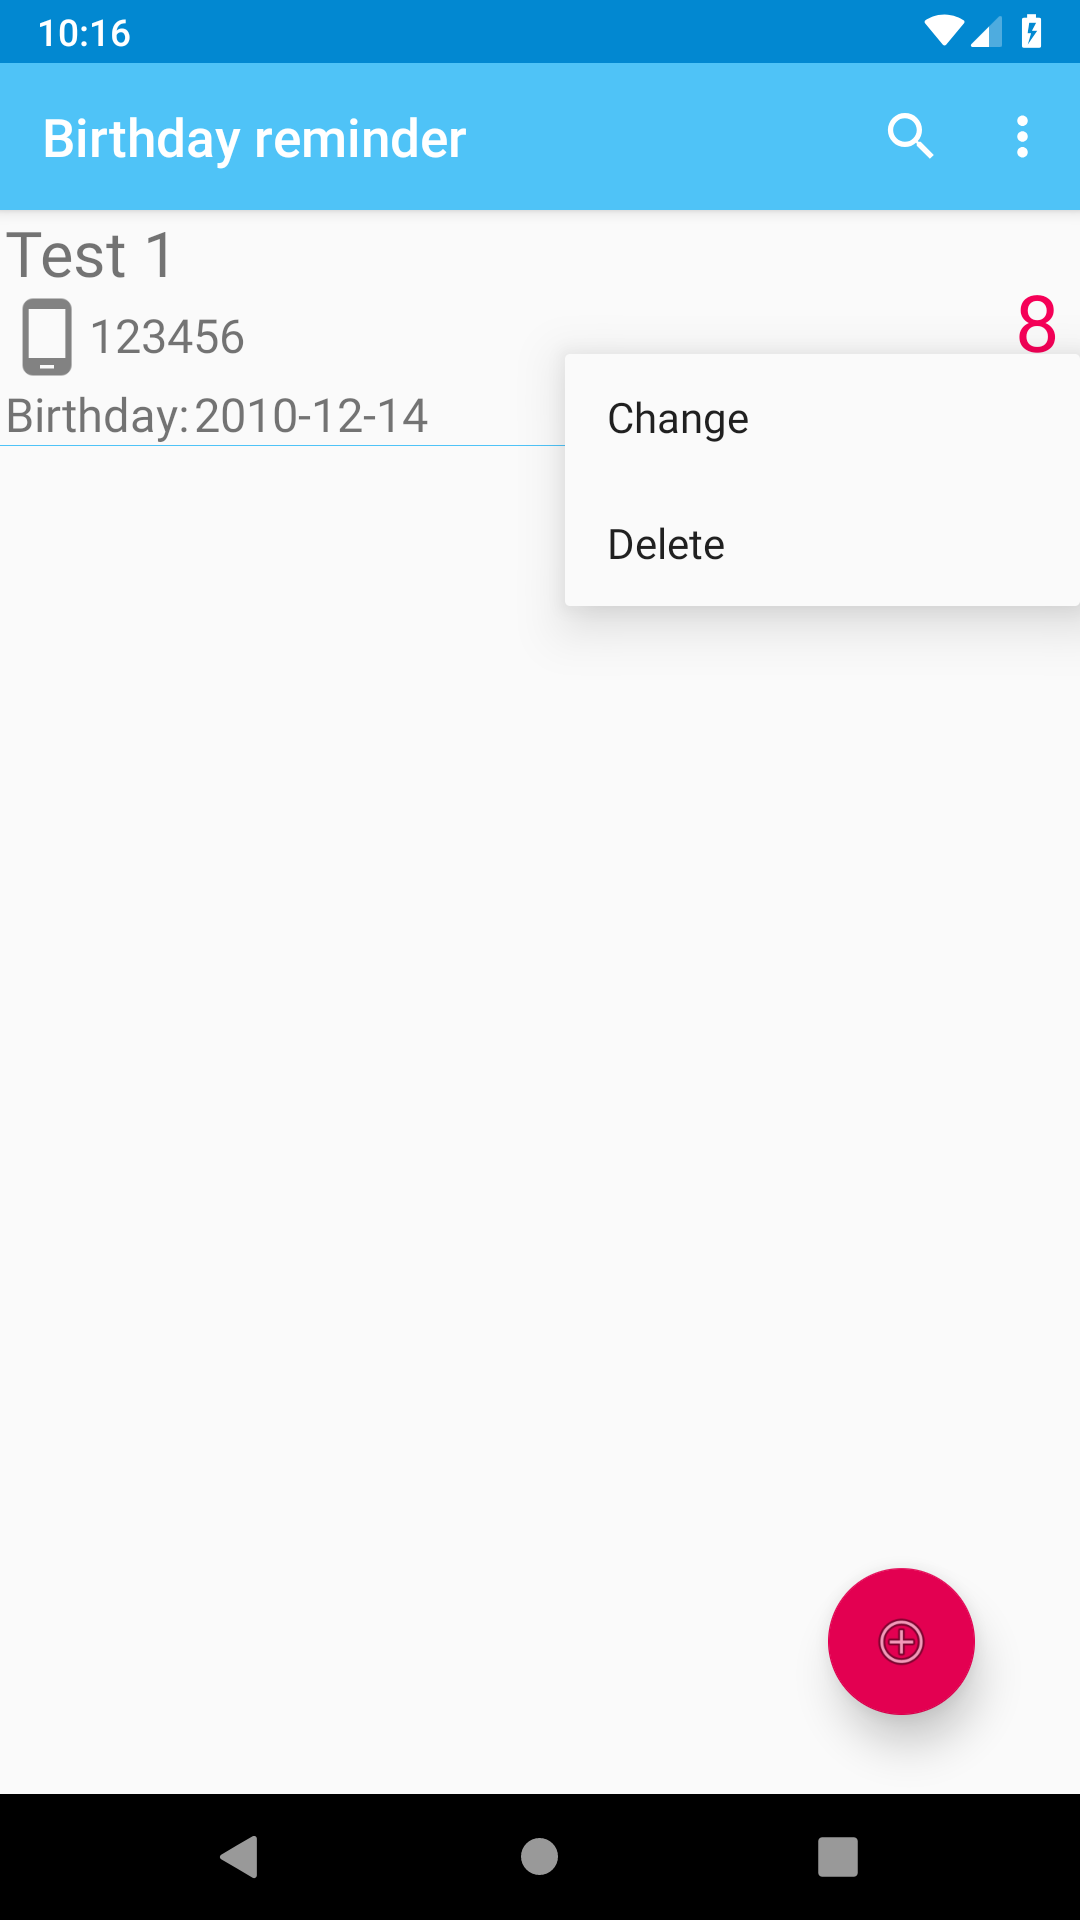 10:16
Birthday reminder
Test 1
123456
8
Birthday: 2010-12-14
Change
Delete